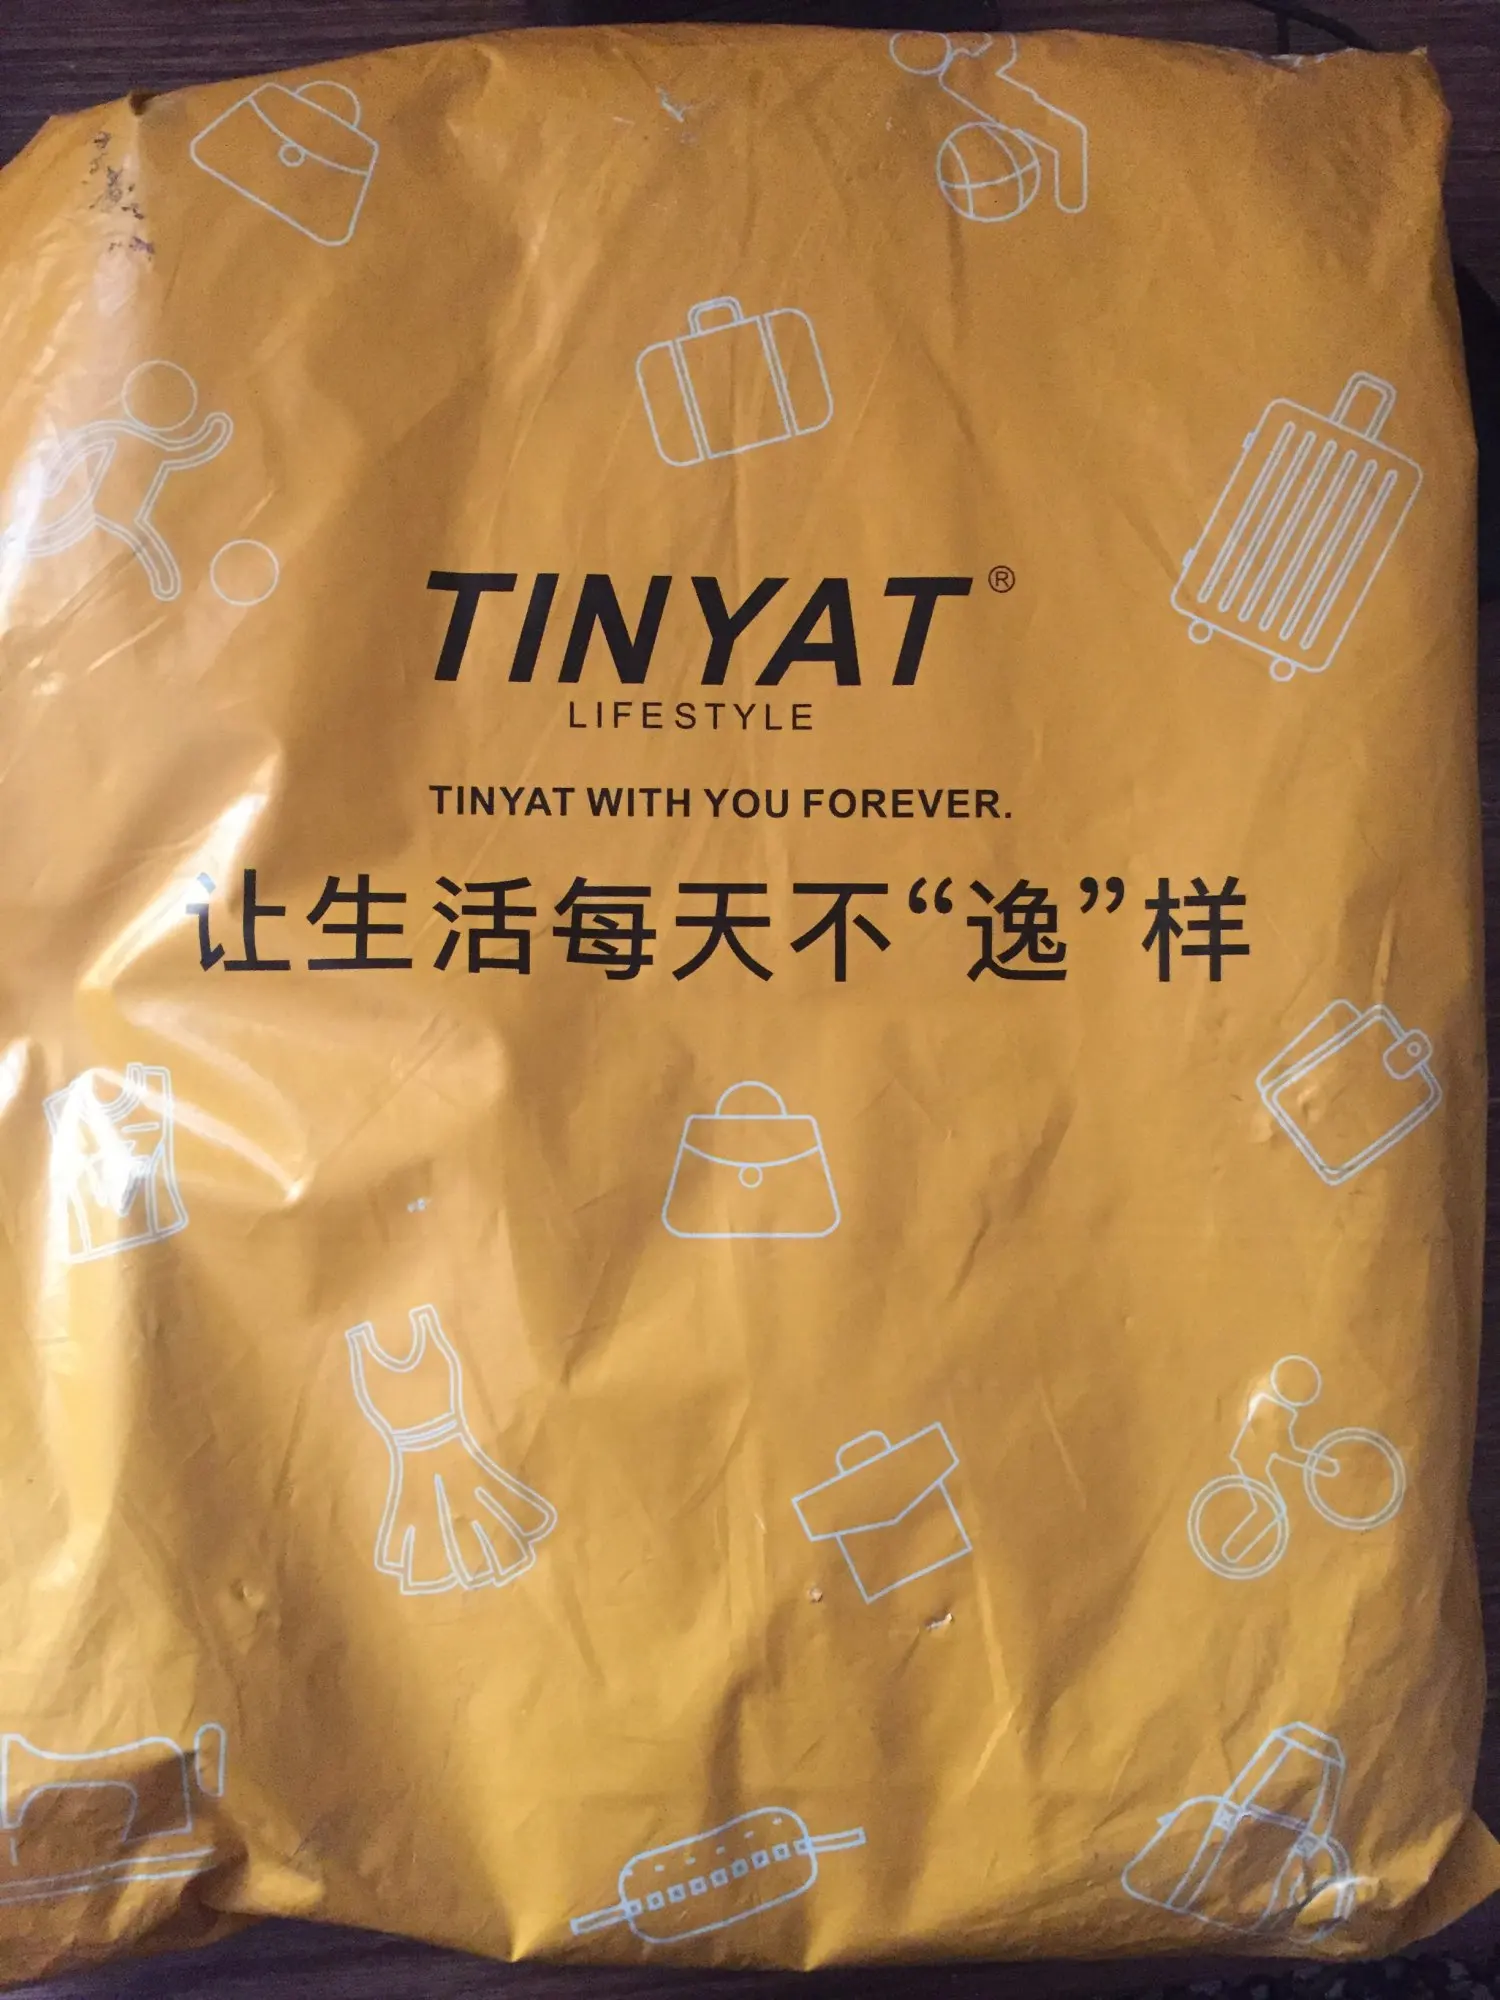 TINYAT®
LIFESTYLE
TINYAT WITH YOU FOREVER.
让生活每天不“逸”样